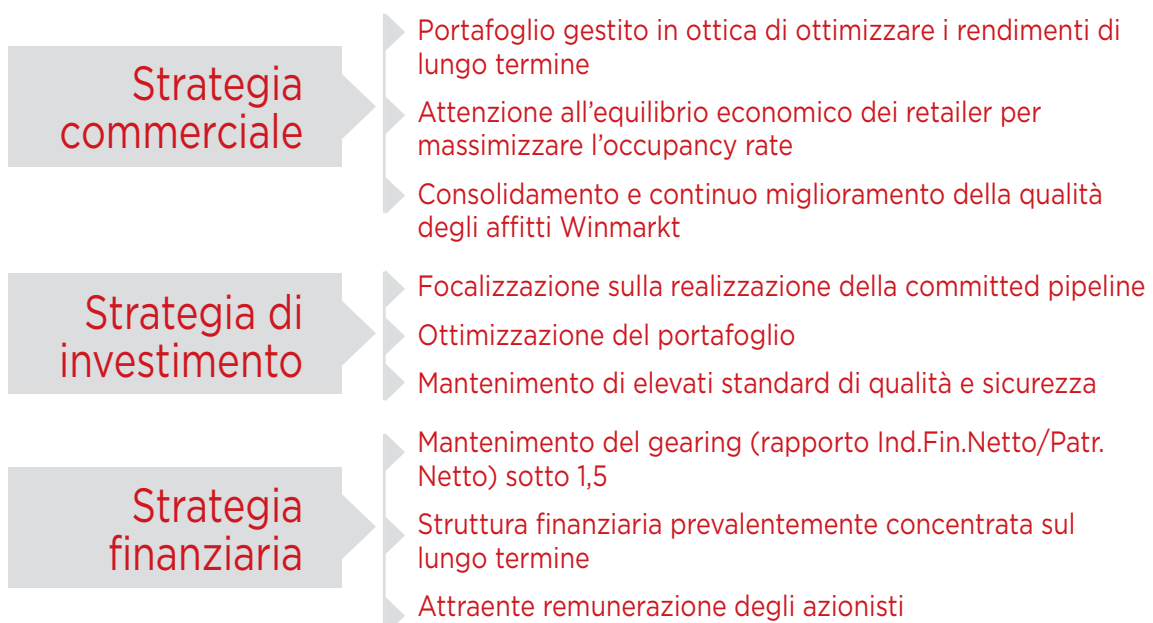 Strategia
commerciale
Portafoglio gestito in ottica di ottimizzare i rendimenti di
lungo termine
Attenzione all’equilibrio economico dei retailer per
massimizzare l’occupancy rate
Consolidamento e continuo miglioramento della qualità
degli affitti Winmarkt
Strategia di
investimento
Focalizzazione sulla realizzazione della committed pipeline
Ottimizzazione del portafoglio
Mantenimento di elevati standard di qualità e sicurezza
Strategia
finanziaria
Mantenimento del gearing (rapporto Ind.Fin.Netto/Patr.
Netto) sotto 1,5
Struttura finanziaria prevalentemente concentrata sul
lungo termine
Attraente remunerazione degli azionisti